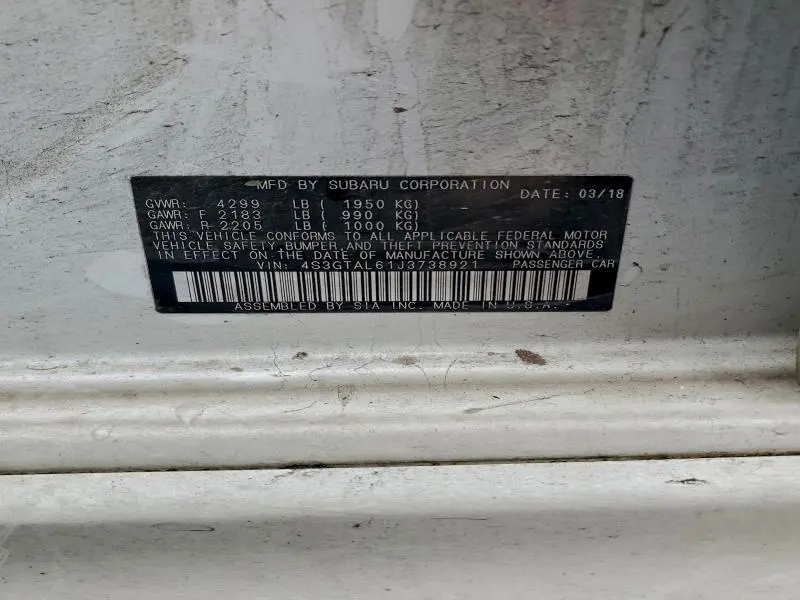 MFD BY SUBARU CORPORATION
GVWR: 4299 LB ( 1950 KG) DATE: 03/18
GAWR: F 2183 LB ( 990 KG)
GAWR: R 2205 LB ( 1000 KG)
THIS VEHICLE CONFORMS TO ALL APPLICABLE FEDERAL MOTOR
VEHICLE SAFETY, BUMPER, AND THEFT PREVENTION STANDARDS
IN EFFECT ON THE DATE OF MANUFACTURE SHOWN ABOVE.
VIN: 4S3GTAL61J3738921 PASSENGER CAR
ASSEMBLED BY SIA INC. MADE IN U.S.A.